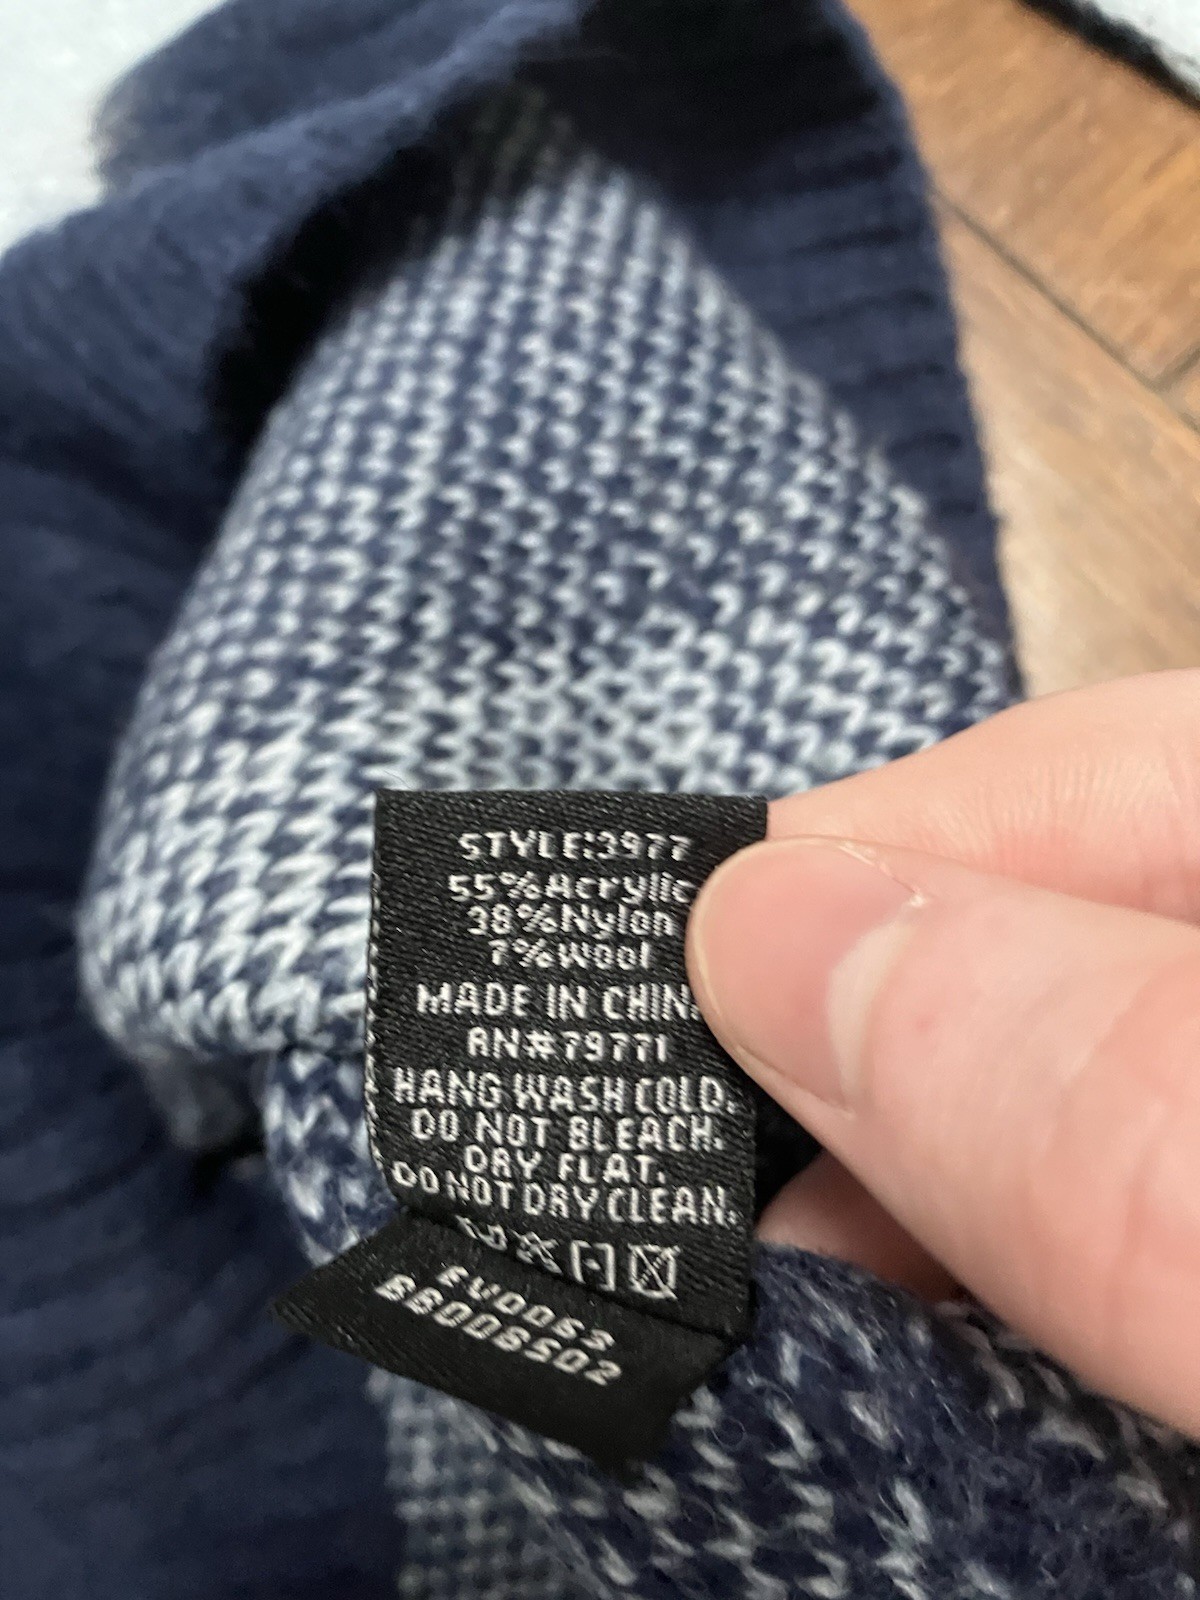 STYLE:3977
55%Acrylic
38%Nylon
7%Wool
MADE IN CHIN
RN#79771
HANG WASH COLD.
DO NOT BLEACH.
DRY FLAT.
DO NOT DRY CLEAN.